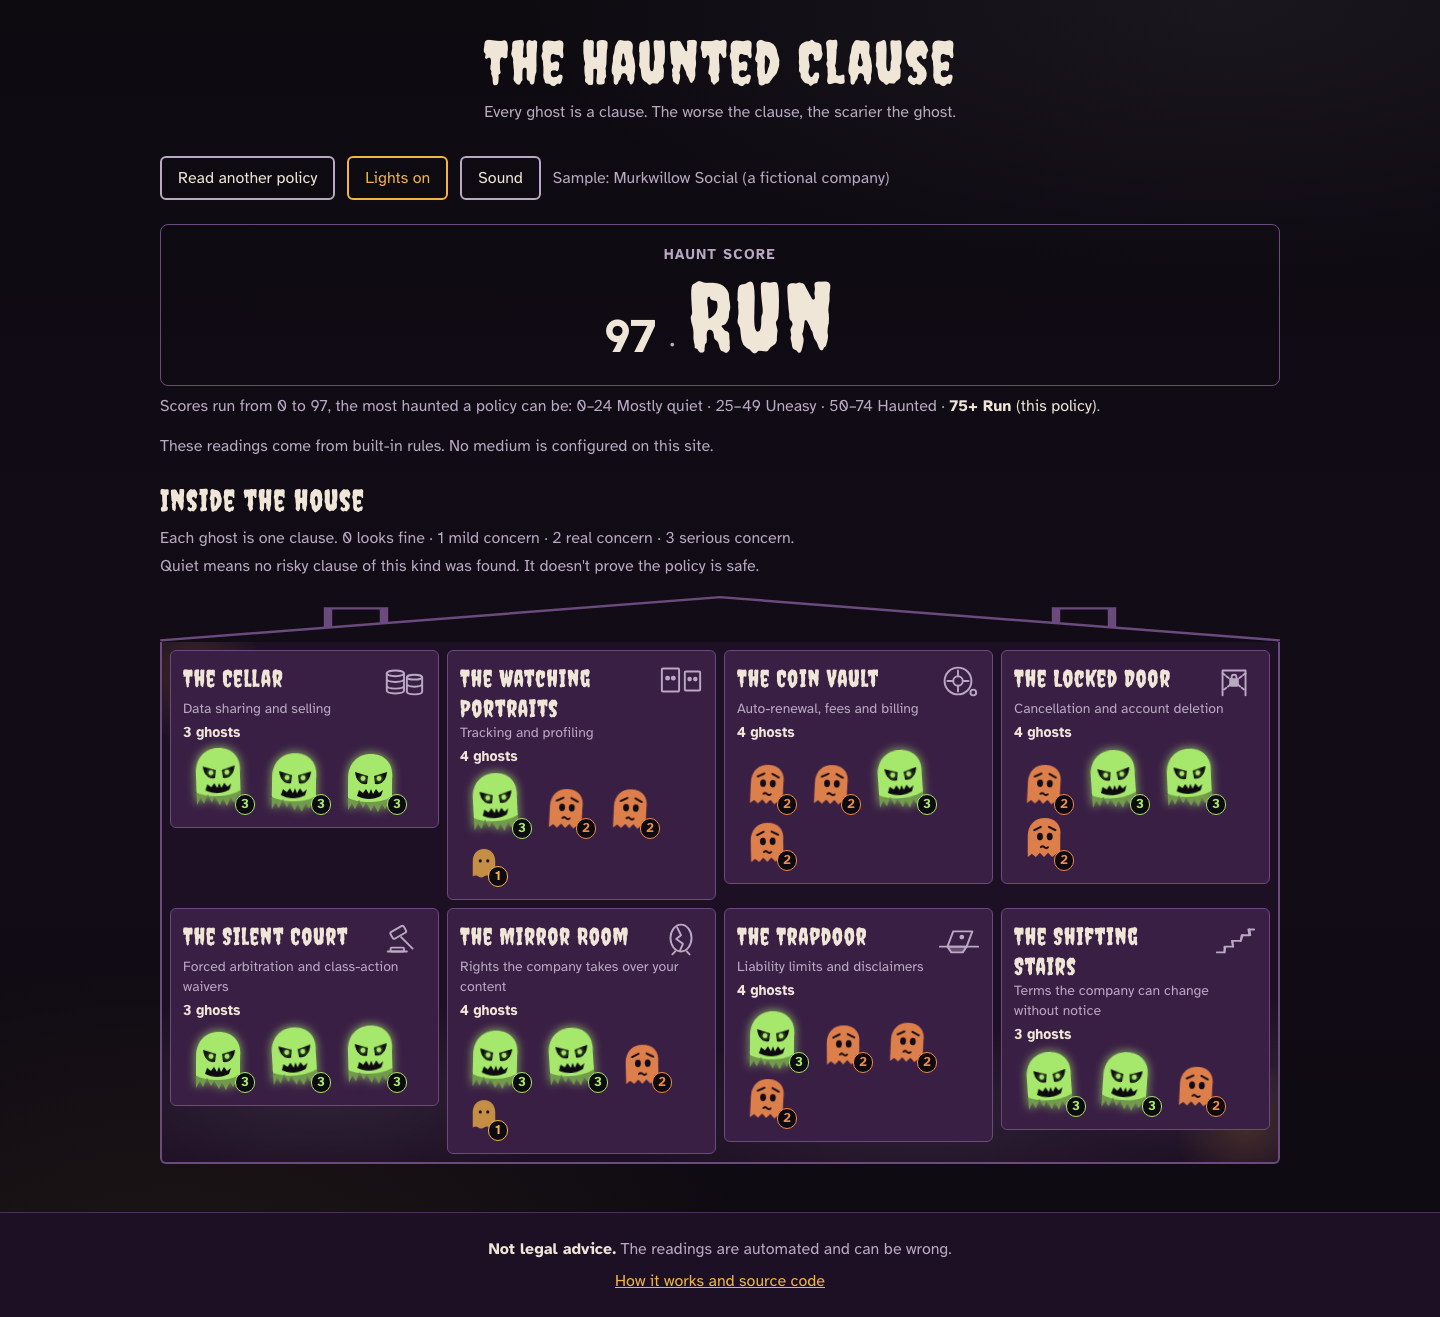 THE HAUNTED CLAUSE
Every ghost is a clause. The worse the clause, the scarier the ghost.
Read another policy
Lights on
Sound
Sample: Murkwillow Social (a fictional company)
HAUNT SCORE
97 · RUN
Scores run from 0 to 97, the most haunted a policy can be: 0–24 Mostly quiet · 25–49 Uneasy · 50–74 Haunted · 75+ Run (this policy).
These readings come from built-in rules. No medium is configured on this site.
INSIDE THE HOUSE
Each ghost is one clause. 0 looks fine · 1 mild concern · 2 real concern · 3 serious concern.
Quiet means no risky clause of this kind was found. It doesn't prove the policy is safe.
THE CELLAR
Data sharing and selling
3 ghosts
3 3 3
THE WATCHING
PORTRAITS
Tracking and profiling
4 ghosts
3 2 2
1
THE COIN VAULT
Auto-renewal, fees and billing
4 ghosts
2 2 3
2
THE LOCKED DOOR
Cancellation and account deletion
4 ghosts
2 3 3
2
THE SILENT COURT
Forced arbitration and class-action
waivers
3 ghosts
3 3 3
THE MIRROR ROOM
Rights the company takes over your
content
4 ghosts
3 3 2
1
THE TRAPDOOR
Liability limits and disclaimers
4 ghosts
3 2 2
2
THE SHIFTING
STAIRS
Terms the company can change
without notice
3 ghosts
3 3 2
Not legal advice. The readings are automated and can be wrong.
How it works and source code